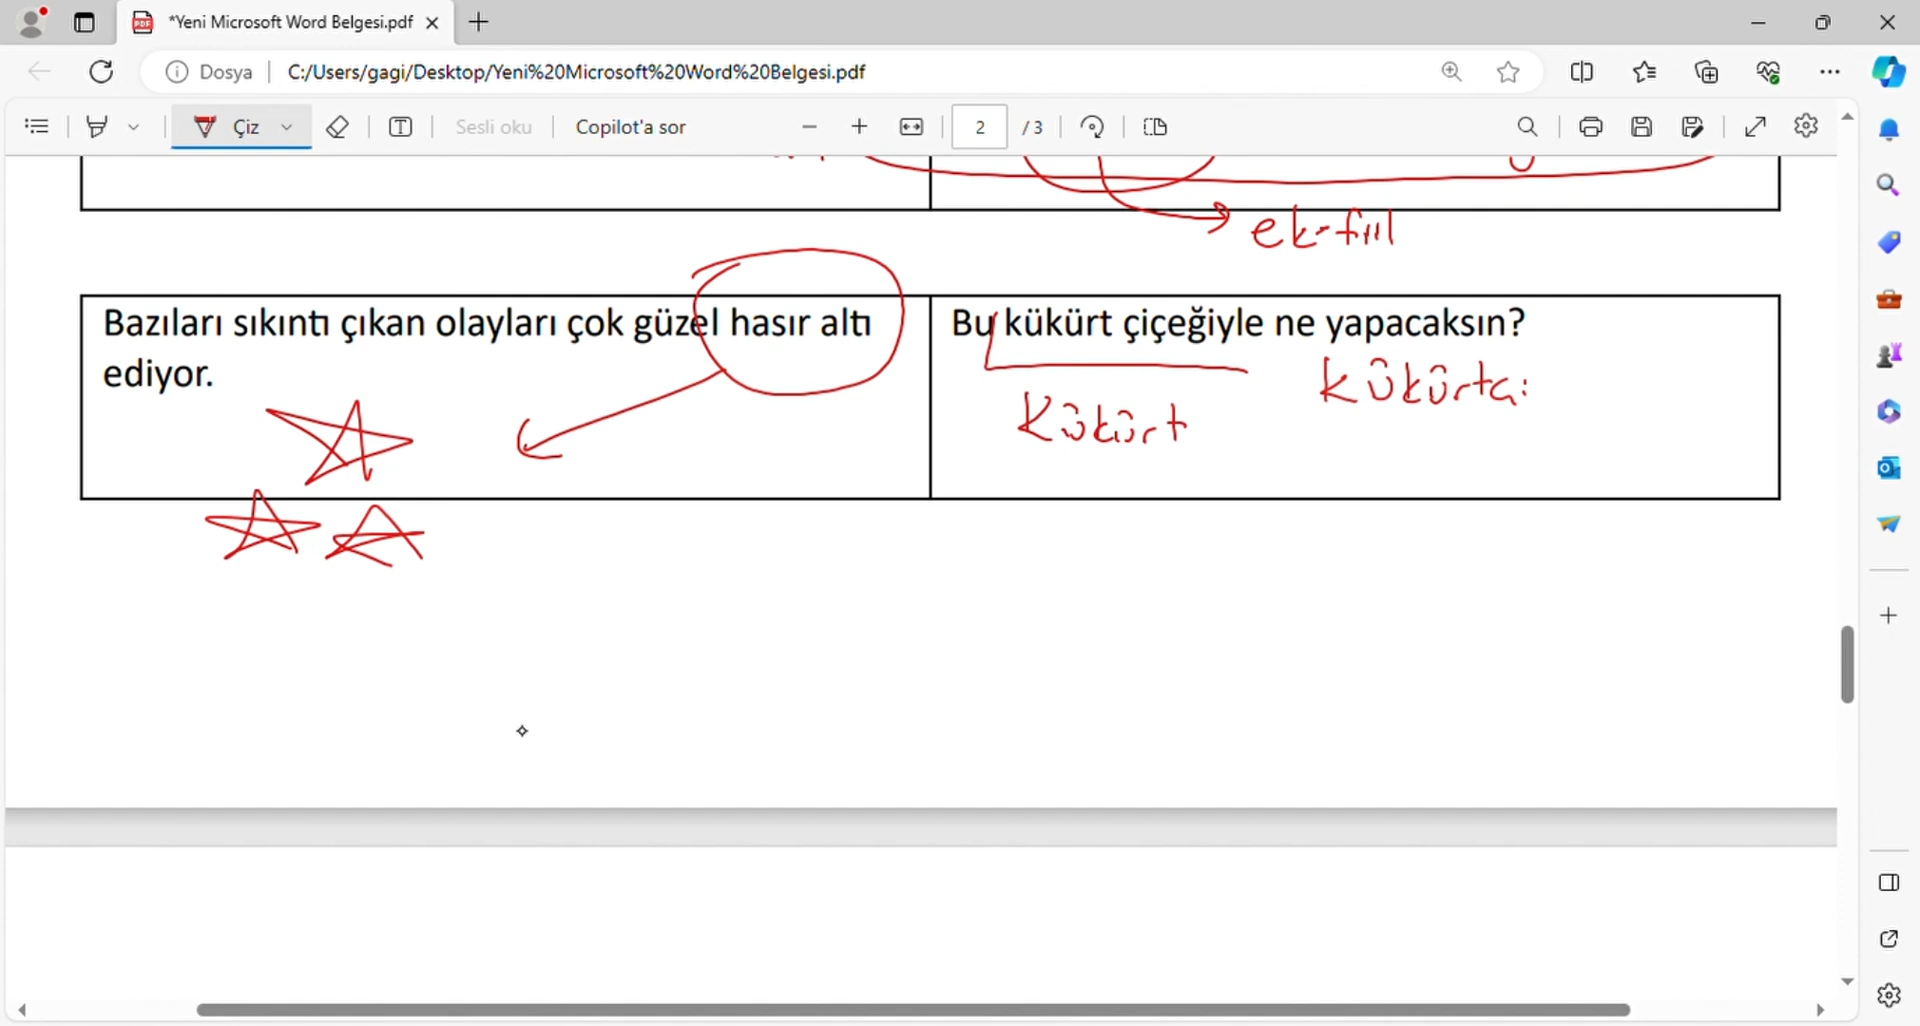 *Yeni Microsoft Word Belgesi.pdf
Dosya
C:/Users/gagi/Desktop/Yeni%20Microsoft%20Word%20Belgesi.pdf
Çiz
Sesli oku
Copilot'a sor
2 / 3
ek-fiil
Bazıları sıkıntı çıkan olayları çok güzel hasır altı
ediyor.
Bu kükürt çiçeğiyle ne yapacaksın?
Kükürt